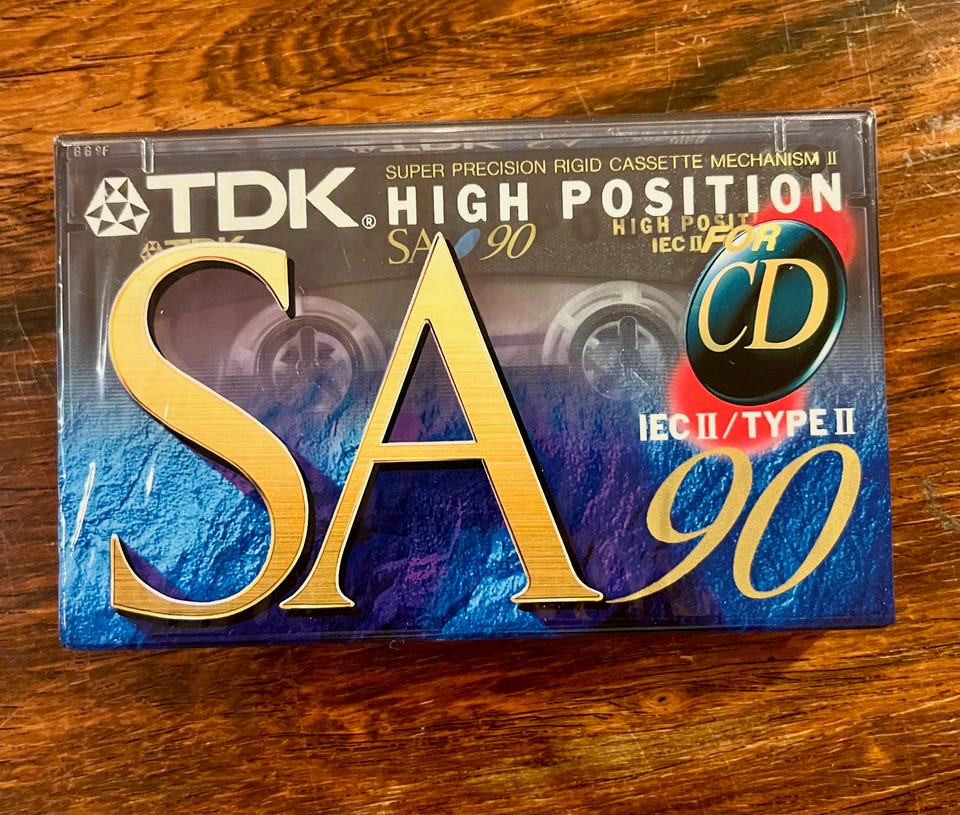 SUPER PRECISION RIGID CASSETTE MECHANISM II
TDK® HIGH POSITION
SA 90
HIGH POSITI
IEC II
FOR
CD
SA
IEC II/TYPE II
90